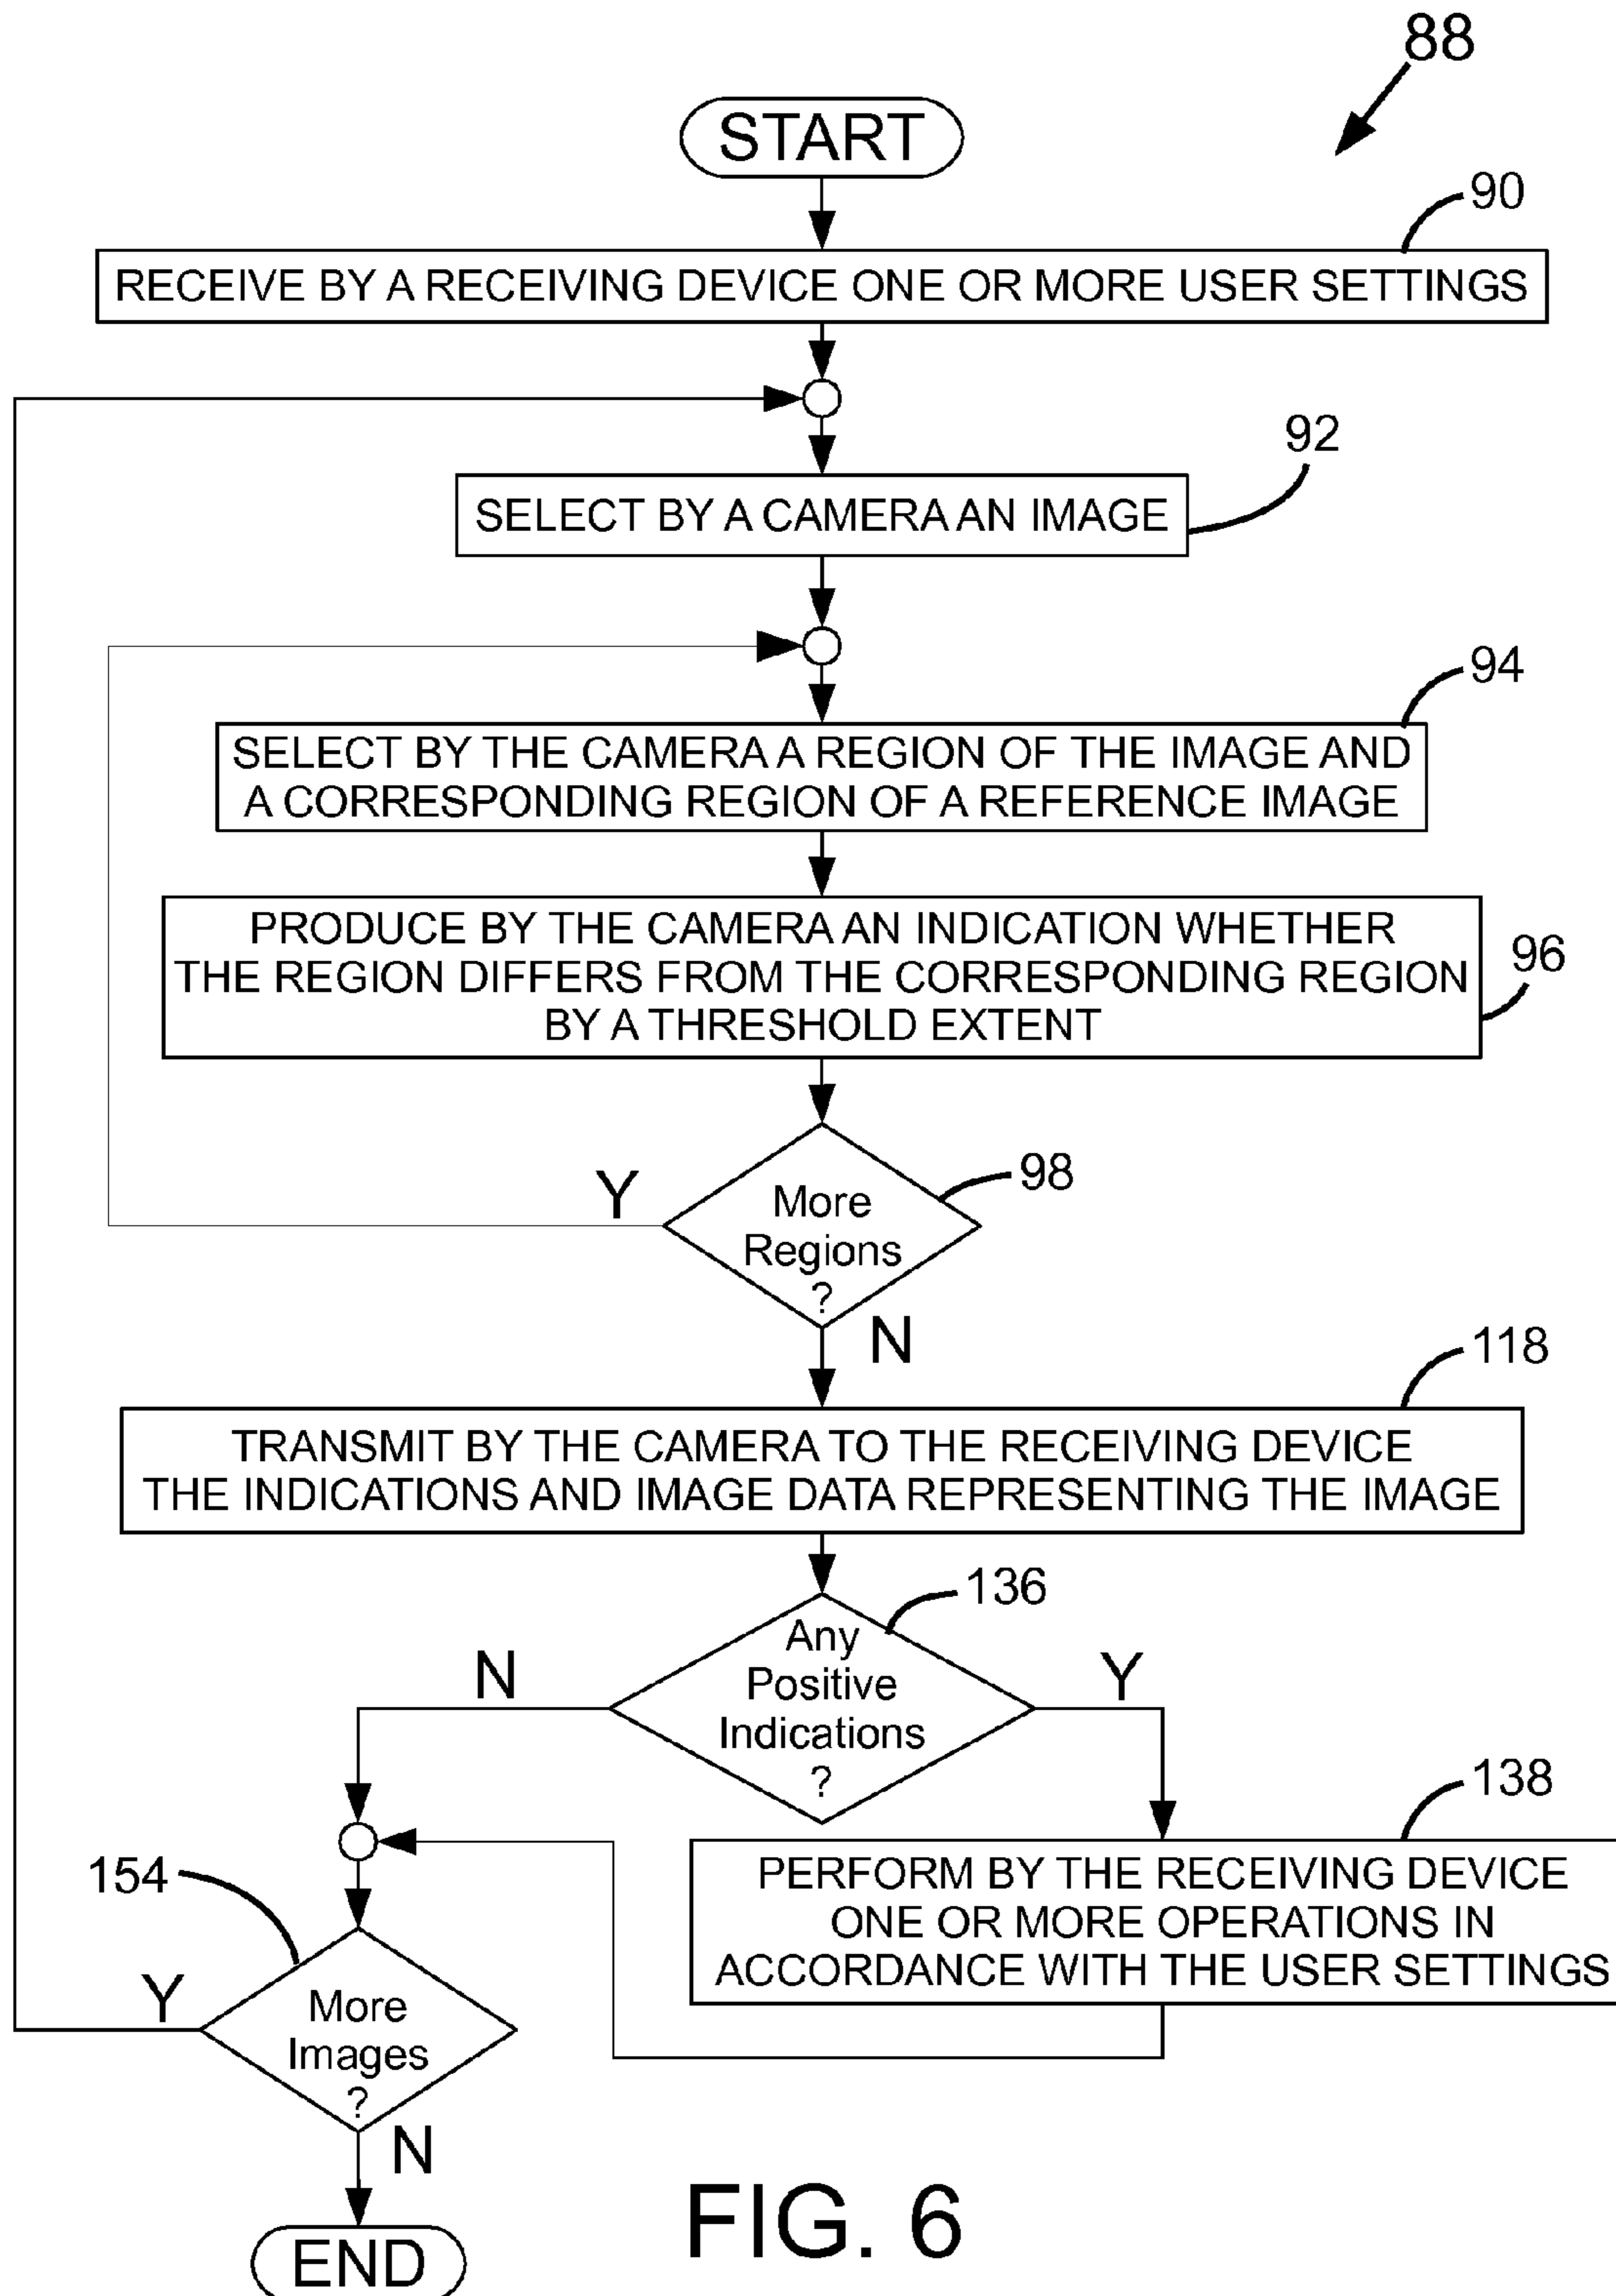 88
START
90
RECEIVE BY A RECEIVING DEVICE ONE OR MORE USER SETTINGS
92
SELECT BY A CAMERA AN IMAGE
94
SELECT BY THE CAMERA A REGION OF THE IMAGE AND
A CORRESPONDING REGION OF A REFERENCE IMAGE
PRODUCE BY THE CAMERA AN INDICATION WHETHER
THE REGION DIFFERS FROM THE CORRESPONDING REGION
BY A THRESHOLD EXTENT
96
98
Y
More
Regions
?
N
118
TRANSMIT BY THE CAMERA TO THE RECEIVING DEVICE
THE INDICATIONS AND IMAGE DATA REPRESENTING THE IMAGE
136
N
Any
Positive
Indications
?
Y
138
PERFORM BY THE RECEIVING DEVICE
ONE OR MORE OPERATIONS IN
ACCORDANCE WITH THE USER SETTINGS
154
Y
More
Images
?
N
END
FIG. 6